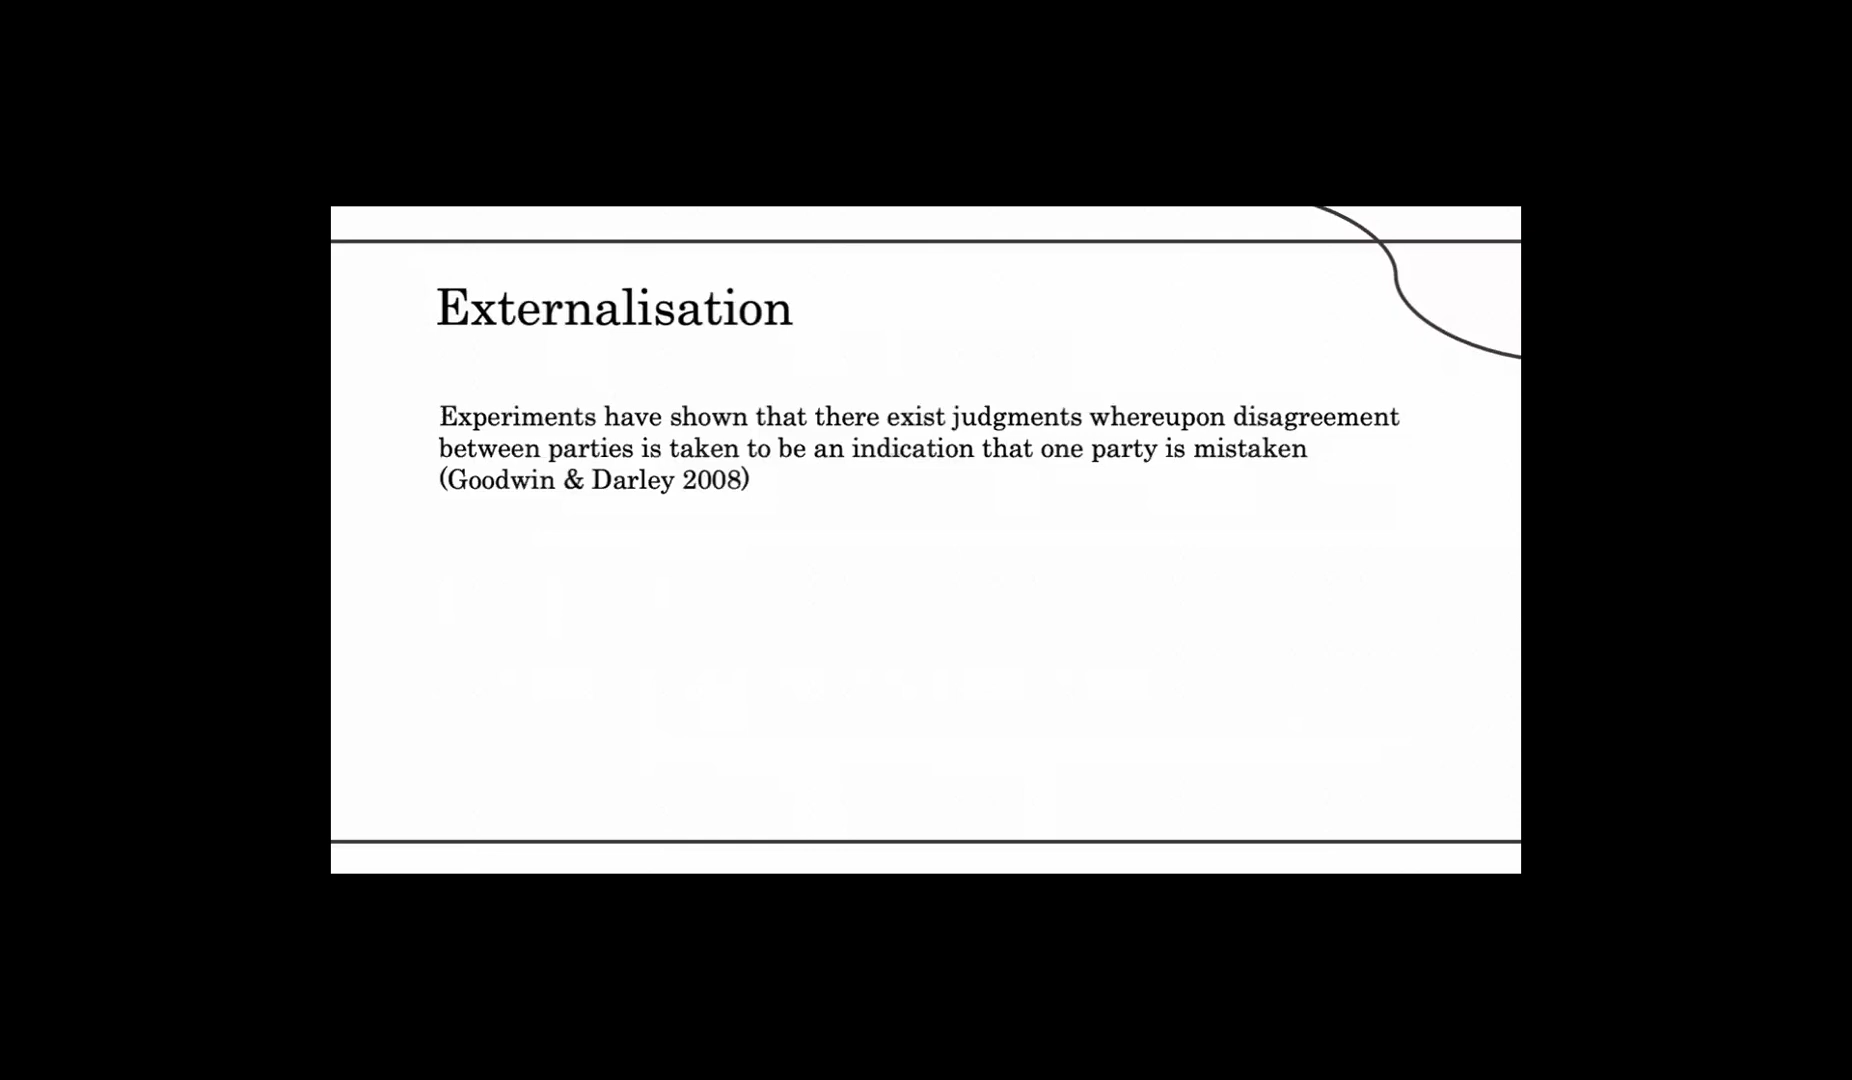 Externalisation
Experiments have shown that there exist judgments whereupon disagreement
between parties is taken to be an indication that one party is mistaken
(Goodwin & Darley 2008)